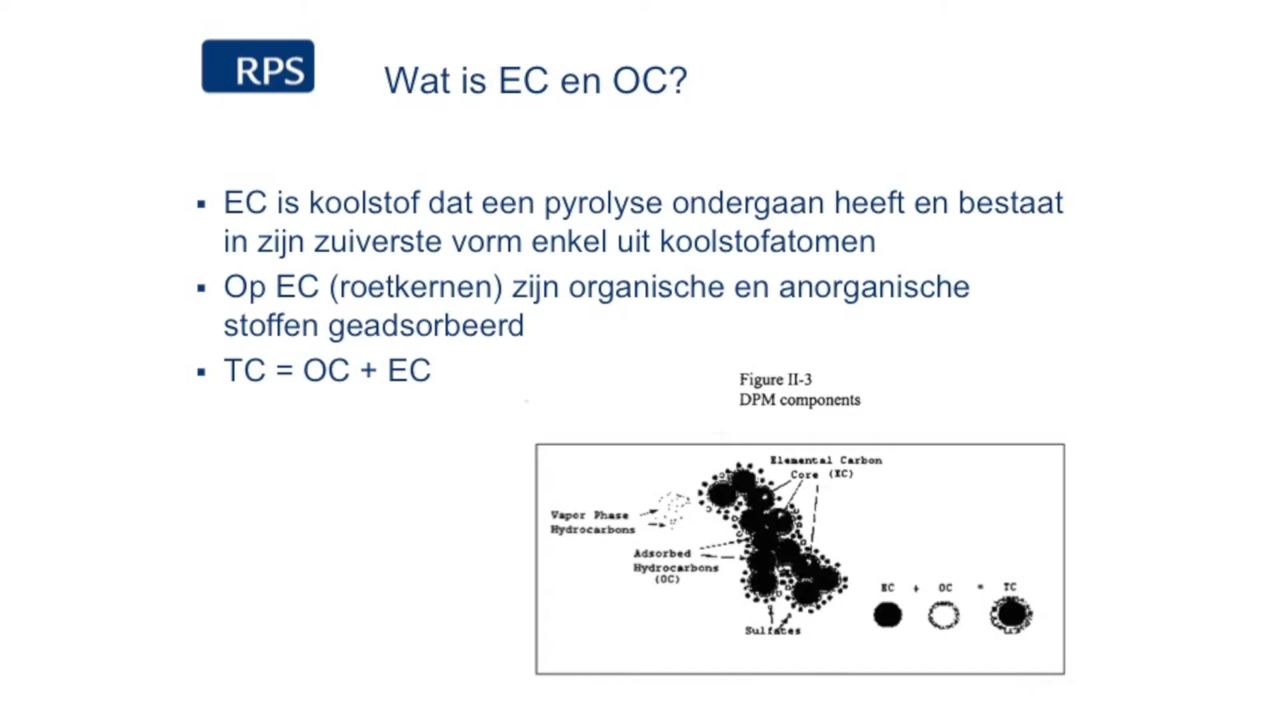 RPS
Wat is EC en OC?
▪ EC is koolstof dat een pyrolyse ondergaan heeft en bestaat
in zijn zuiverste vorm enkel uit koolstofatomen
▪ Op EC (roetkernen) zijn organische en anorganische
stoffen geadsorbeerd
▪ TC = OC + EC
Figure II-3
DPM components
Elemental Carbon
Core (EC)
Vapor Phase
Hydrocarbons
Adsorbed
Hydrocarbons
(OC)
Sulfates
EC + OC = TC